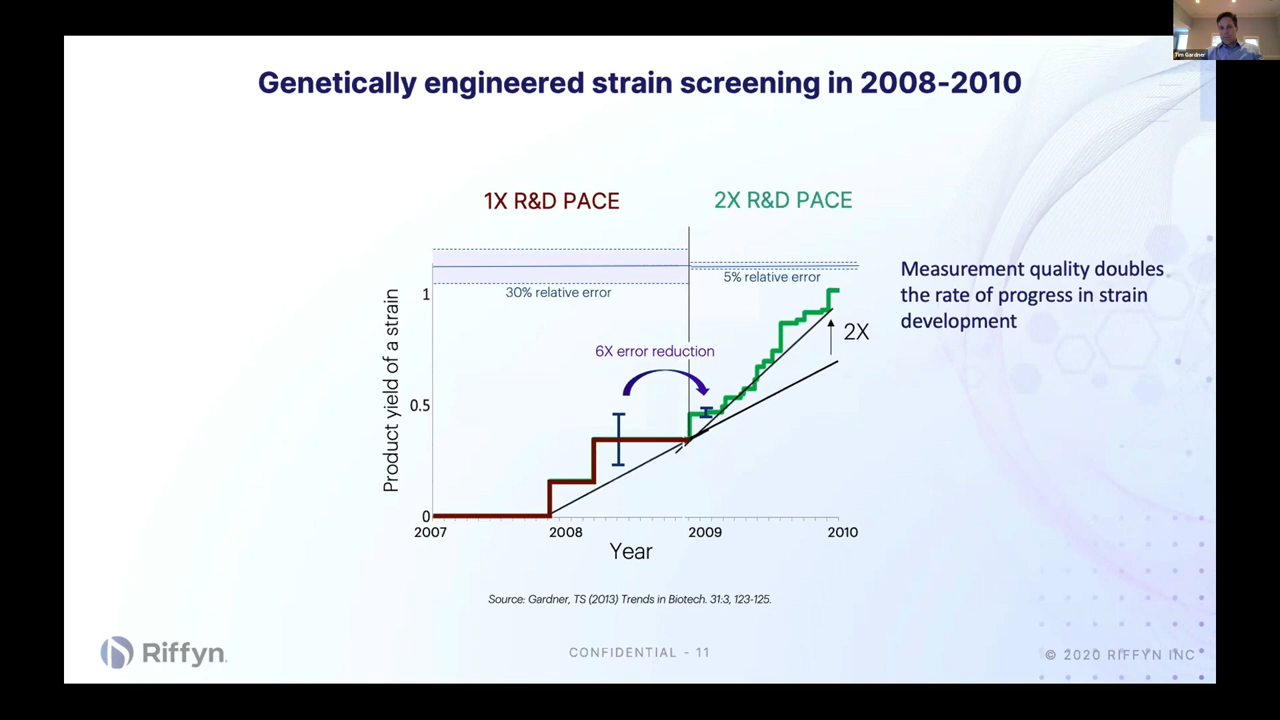 Tim Gardner
Genetically engineered strain screening in 2008-2010
1X R&D PACE
2X R&D PACE
30% relative error
5% relative error
Measurement quality doubles
the rate of progress in strain
development
6X error reduction
2X
Product yield of a strain
1
0.5
0
2007
2008
2009
2010
Year
Source: Gardner, TS (2013) Trends in Biotech. 31:3, 123-125.
Riffyn.
CONFIDENTIAL - 11
© 2020 RIFFYN INC